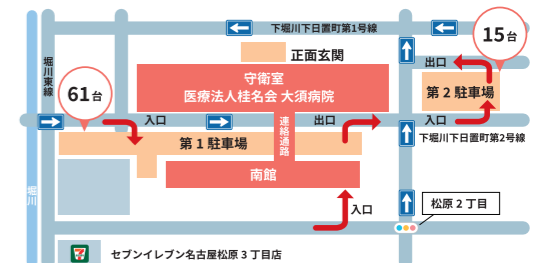 下堀川下日置町第1号線
15台
正面玄関
堀川東線
出口
守衛室
医療法人桂名会 大須病院
61台
第2駐車場
入口
連絡通路
出口
入口
第1駐車場
下堀川下日置町第2号線
南館
堀川
松原2丁目
入口
7
セブンイレブン名古屋松原3丁目店